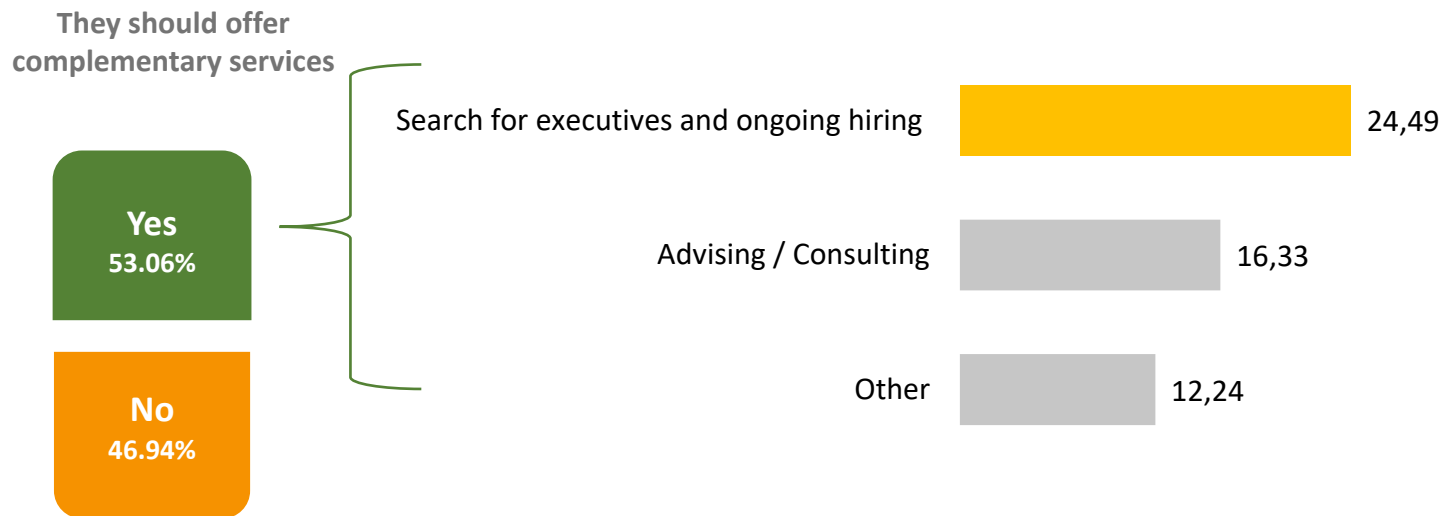 They should offer
complementary services
Yes
53.06%
No
46.94%
Search for executives and ongoing hiring
24,49
Advising / Consulting
16,33
Other
12,24